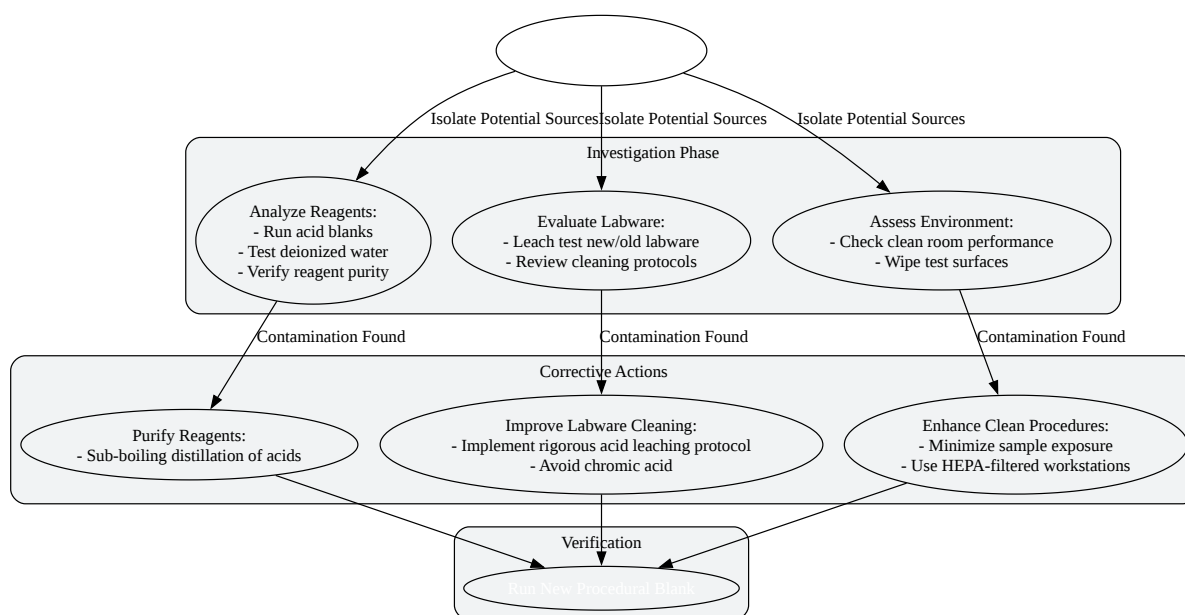 Isolate Potential Sources
Isolate Potential Sources
Isolate Potential Sources
Investigation Phase
Analyze Reagents:
- Run acid blanks
- Test deionized water
- Verify reagent purity
Evaluate Labware:
- Leach test new/old labware
- Review cleaning protocols
Assess Environment:
- Check clean room performance
- Wipe test surfaces
Contamination Found
Contamination Found
Contamination Found
Corrective Actions
Purify Reagents:
- Sub-boiling distillation of acids
Improve Labware Cleaning:
- Implement rigorous acid leaching protocol
- Avoid chromic acid
Enhance Clean Procedures:
- Minimize sample exposure
- Use HEPA-filtered workstations
Verification
Run New Procedural Blank